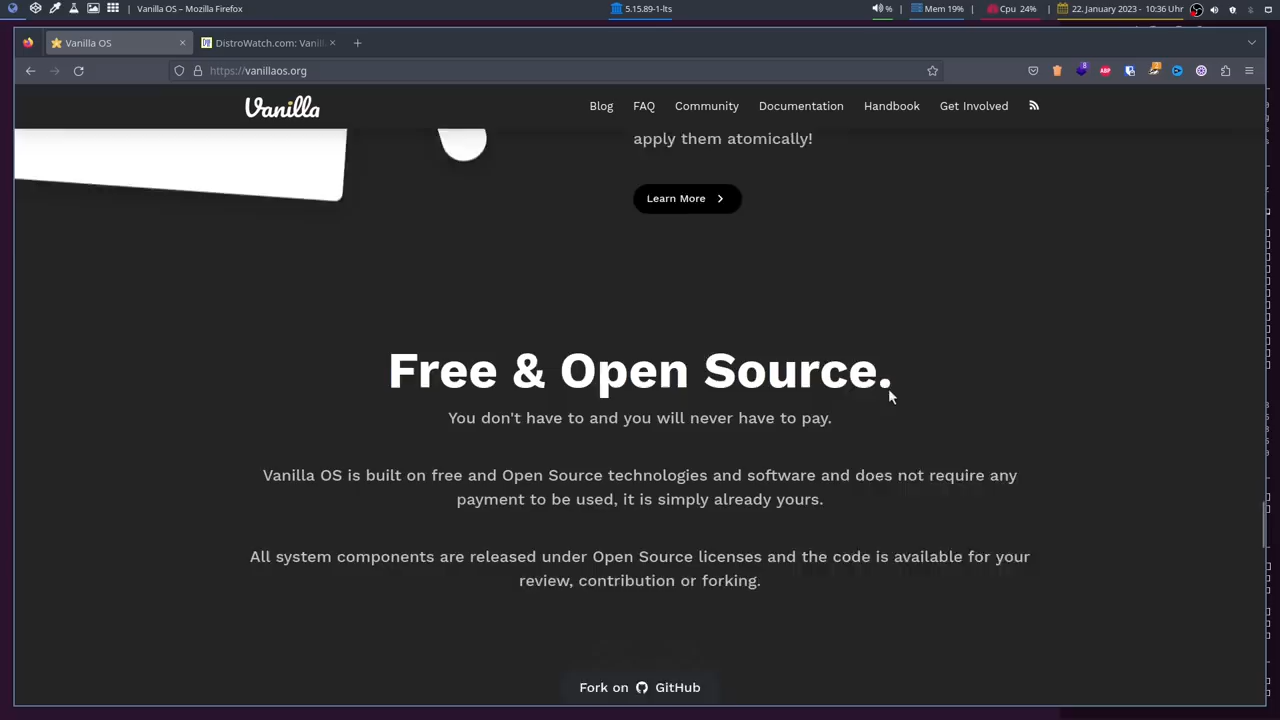 Vanilla OS – Mozilla Firefox
5.15.89-1-lts
%
|
Mem 19%
|
Cpu 24%
|
22. January 2023 - 10:36 Uhr
Vanilla OS
DistroWatch.com: Vanill
https://vanillaos.org
8
ABP
Vanilla
Blog
FAQ
Community
Documentation
Handbook
Get Involved
apply them atomically!
Learn More
Free & Open Source.
You don't have to and you will never have to pay.
Vanilla OS is built on free and Open Source technologies and software and does not require any
payment to be used, it is simply already yours.
All system components are released under Open Source licenses and the code is available for your
review, contribution or forking.
Fork on GitHub